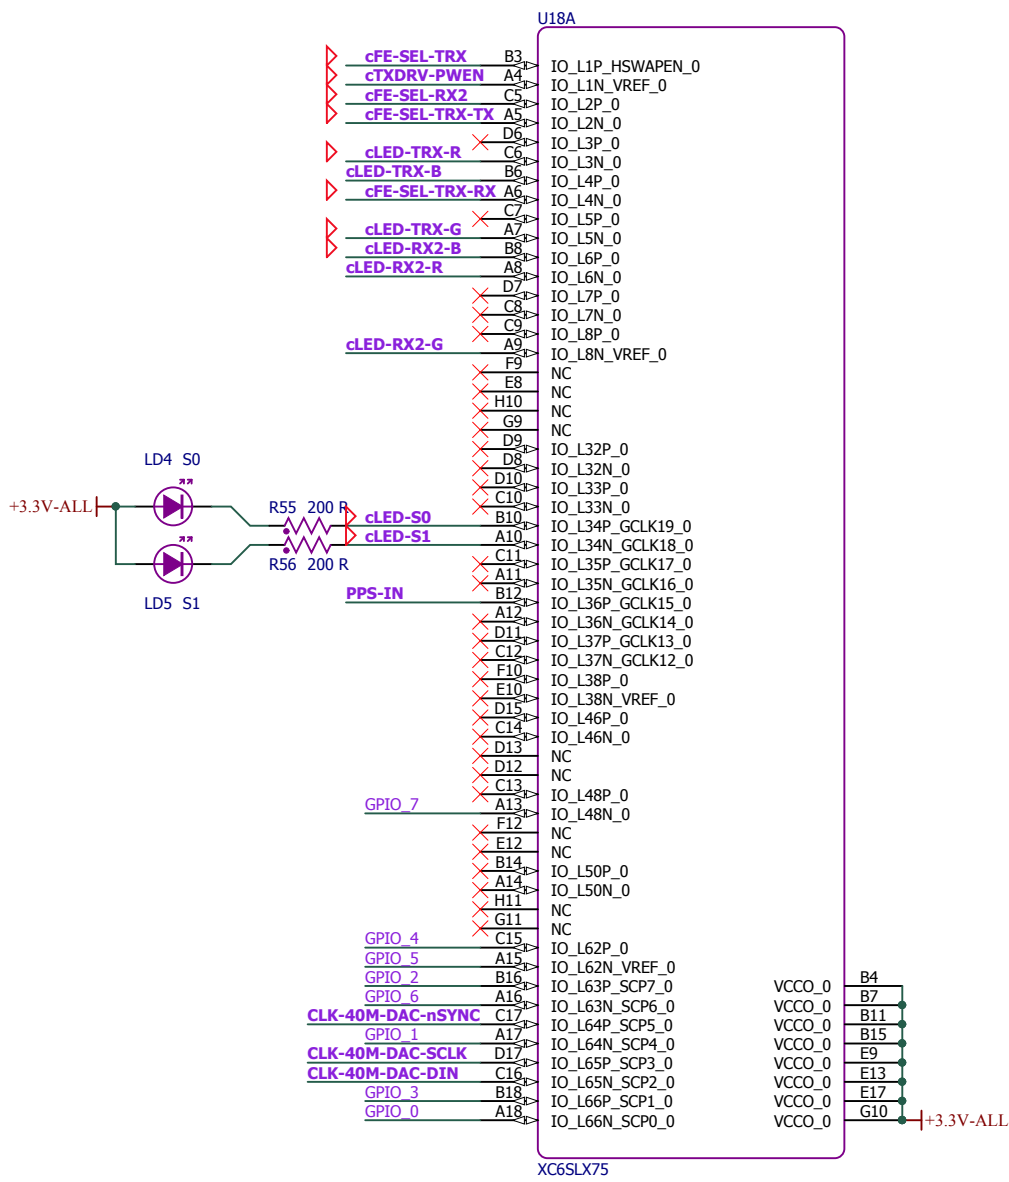 U18A
cFE-SEL-TRX B3 IO_L1P_HSWAPEN_0
cTXDRV-PWEN A4 IO_L1N_VREF_0
cFE-SEL-RX2 C5 IO_L2P_0
cFE-SEL-TRX-TX A5 IO_L2N_0
D6 IO_L3P_0
cLED-TRX-R C6 IO_L3N_0
cLED-TRX-B B6 IO_L4P_0
cFE-SEL-TRX-RX A6 IO_L4N_0
C7 IO_L5P_0
cLED-TRX-G A7 IO_L5N_0
cLED-RX2-B B8 IO_L6P_0
cLED-RX2-R A8 IO_L6N_0
D7 IO_L7P_0
C8 IO_L7N_0
C9 IO_L8P_0
cLED-RX2-G A9 IO_L8N_VREF_0
F9 NC
E8 NC
H10 NC
G9 NC
D9 IO_L32P_0
LD4 S0 D8 IO_L32N_0
D10 IO_L33P_0
+3.3V-ALL R55 200 R C10 IO_L33N_0
cLED-S0 B10 IO_L34P_GCLK19_0
cLED-S1 A10 IO_L34N_GCLK18_0
R56 200 R C11 IO_L35P_GCLK17_0
A11 IO_L35N_GCLK16_0
LD5 S1 PPS-IN B12 IO_L36P_GCLK15_0
A12 IO_L36N_GCLK14_0
D11 IO_L37P_GCLK13_0
C12 IO_L37N_GCLK12_0
F10 IO_L38P_0
E10 IO_L38N_VREF_0
D15 IO_L46P_0
C14 IO_L46N_0
D13 NC
D12 NC
C13 IO_L48P_0
GPIO_7 A13 IO_L48N_0
F12 NC
E12 NC
B14 IO_L50P_0
A14 IO_L50N_0
H11 NC
G11 NC
GPIO_4 C15 IO_L62P_0
GPIO_5 A15 IO_L62N_VREF_0
GPIO_2 B16 IO_L63P_SCP7_0 VCCO_0 B4
GPIO_6 A16 IO_L63N_SCP6_0 VCCO_0 B7
CLK-40M-DAC-nSYNC C17 IO_L64P_SCP5_0 VCCO_0 B11
GPIO_1 A17 IO_L64N_SCP4_0 VCCO_0 B15
CLK-40M-DAC-SCLK D17 IO_L65P_SCP3_0 VCCO_0 E9
CLK-40M-DAC-DIN C16 IO_L65N_SCP2_0 VCCO_0 E13
GPIO_3 B18 IO_L66P_SCP1_0 VCCO_0 E17
GPIO_0 A18 IO_L66N_SCP0_0 VCCO_0 G10 +3.3V-ALL
XC6SLX75